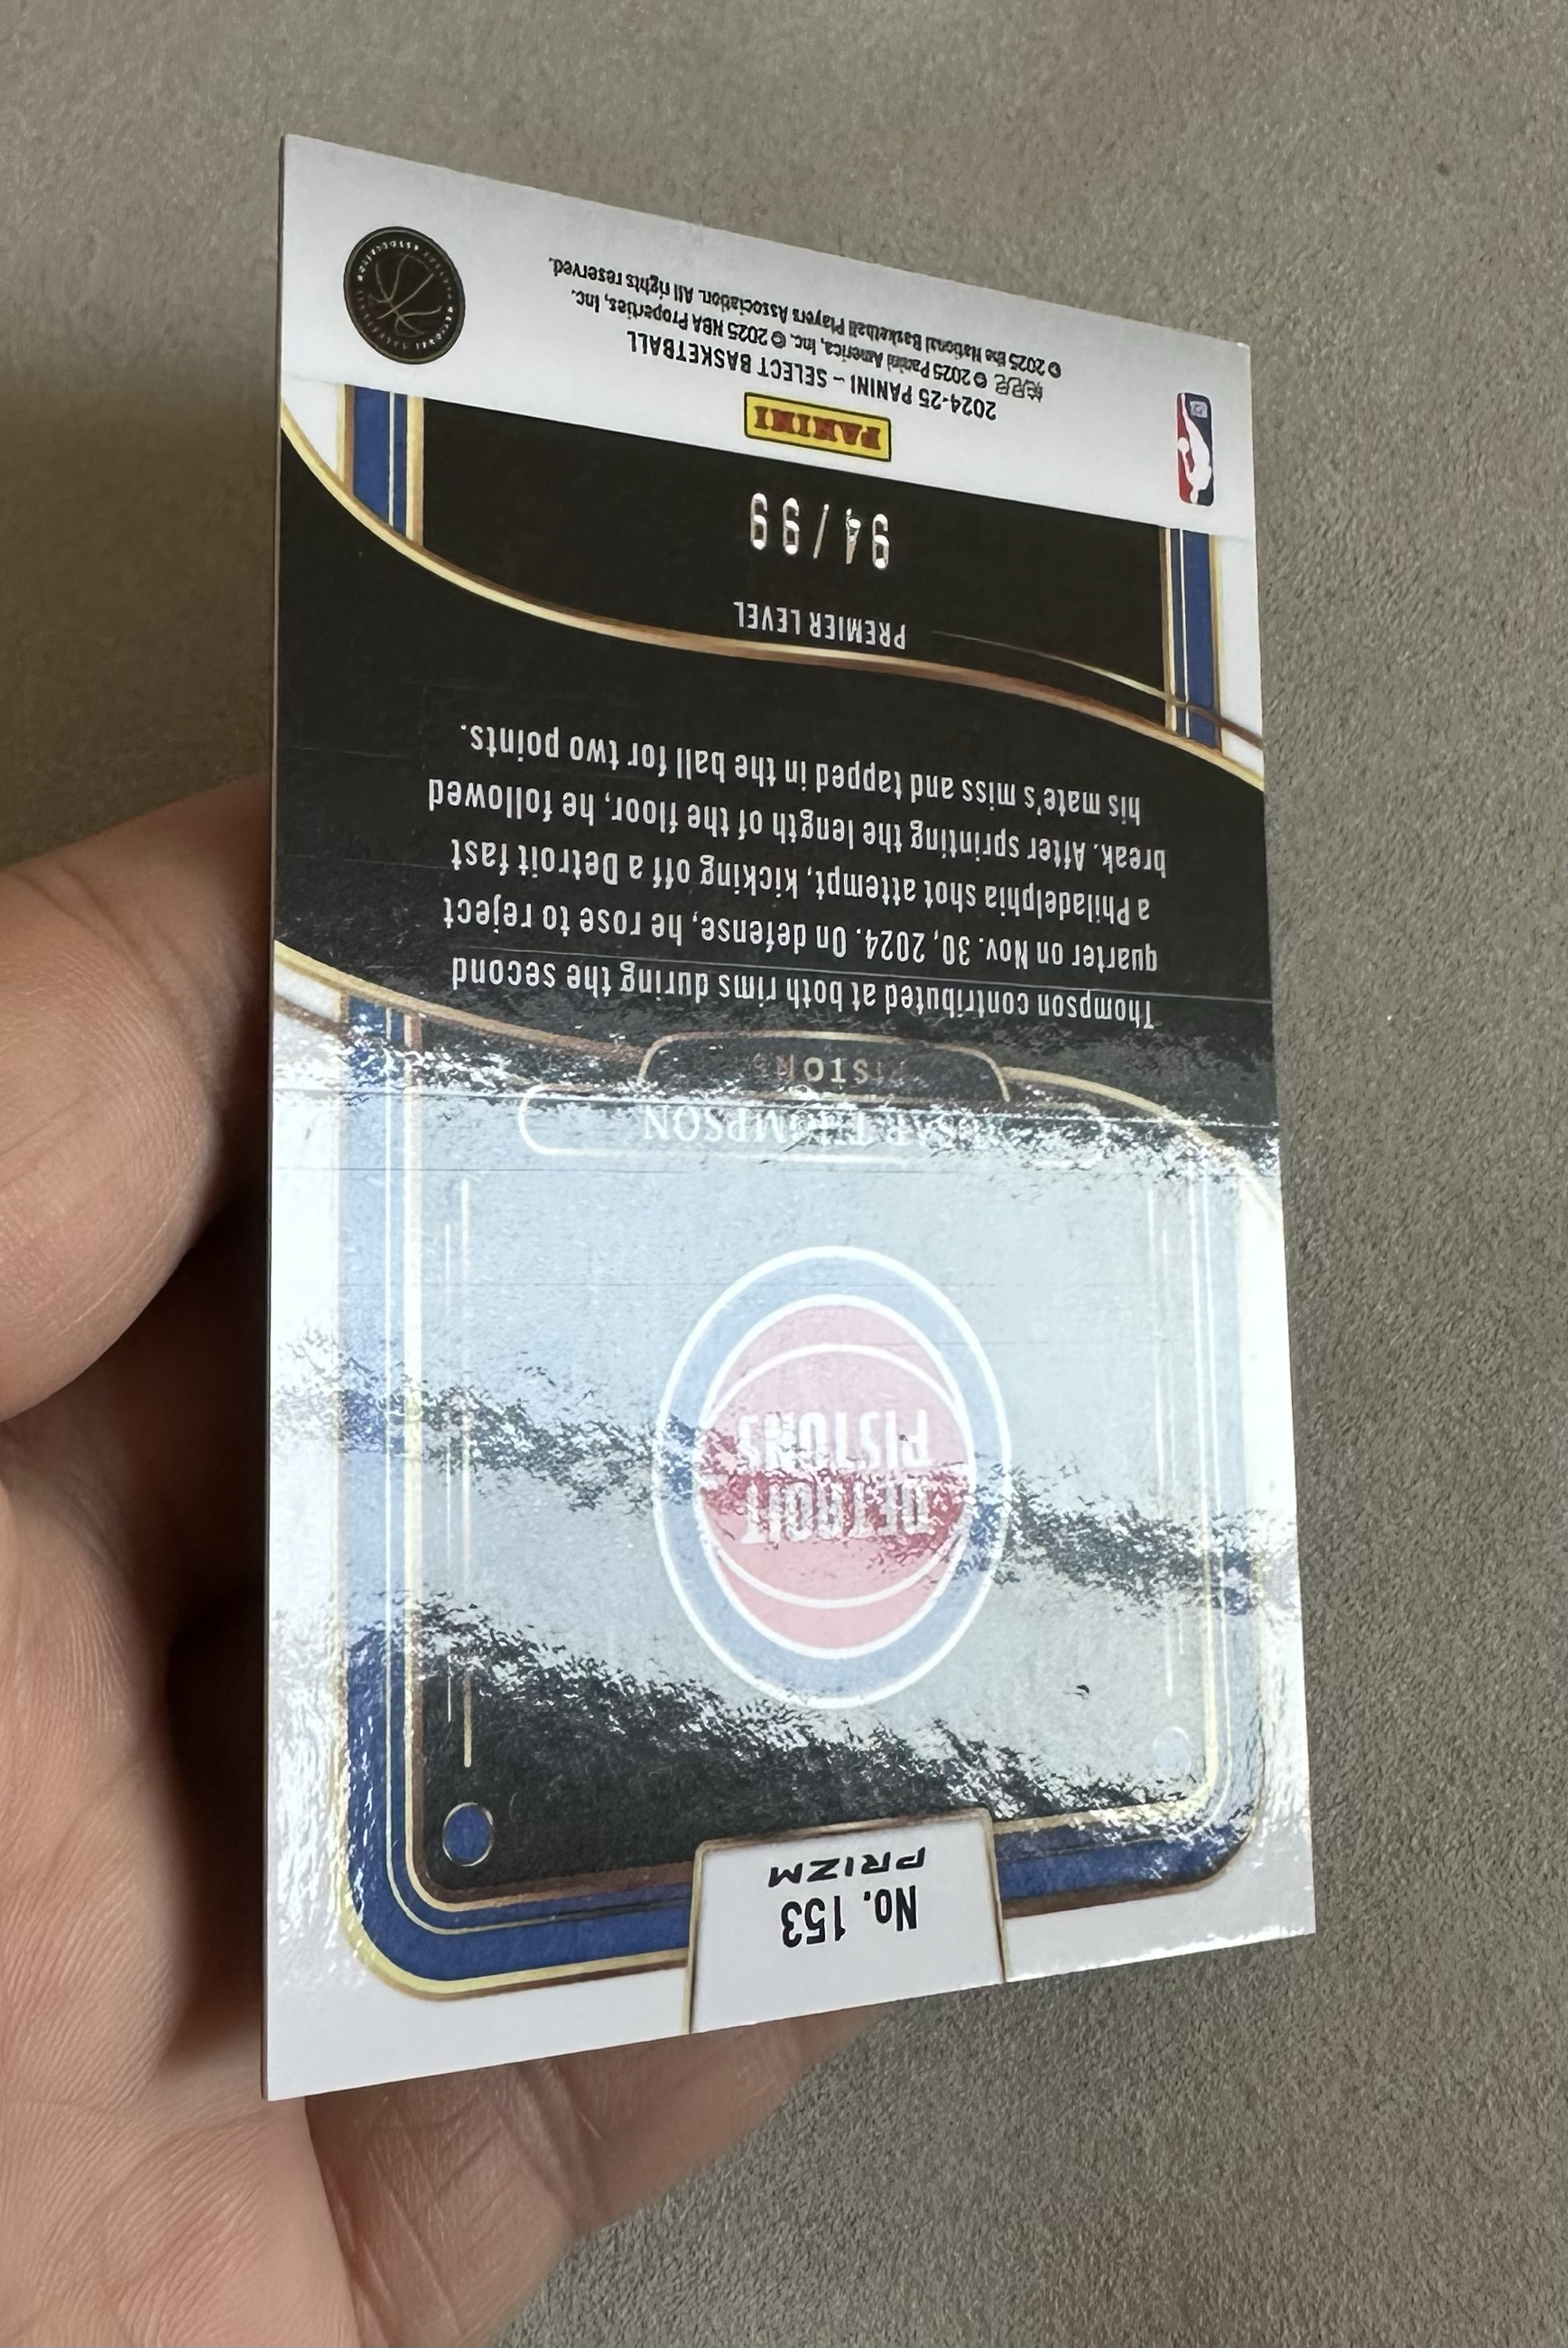 No. 153
PRIZM
DETROIT
PISTONS
THOMPSON
PISTONS
Thompson contributed at both rims during the second
quarter on Nov. 30, 2024. On defense, he rose to reject
a Philadelphia shot attempt, kicking off a Detroit fast
break. After sprinting the length of the floor, he followed
his mate's miss and tapped in the ball for two points.
PREMIER LEVEL
94/99
PANINI
2024-25 PANINI – SELECT BASKETBALL
© 2025 Panini America, Inc. © 2025 NBA Properties, Inc.
© 2025 the National Basketball Players Association. All rights reserved.